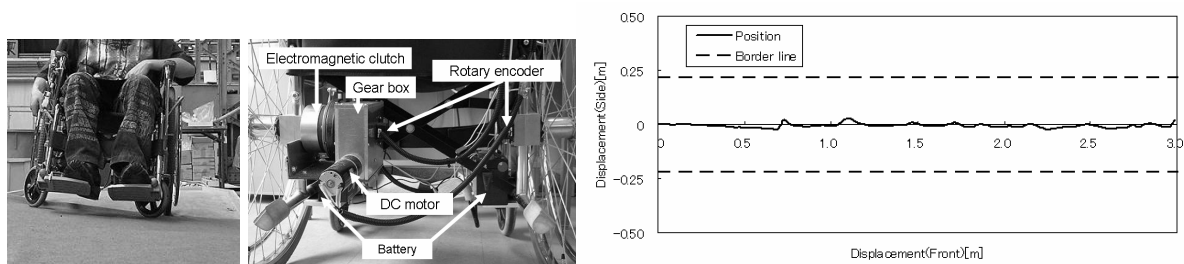 Electromagnetic clutch
Rotary encoder
Gear box
DC motor
Battery
0.50
0.25
0
-0.25
-0.50
Position
Border line
0 0.5 1.0 1.5 2.0 2.5 3.0
Displacement(Side)[m]
Displacement(Front)[m]